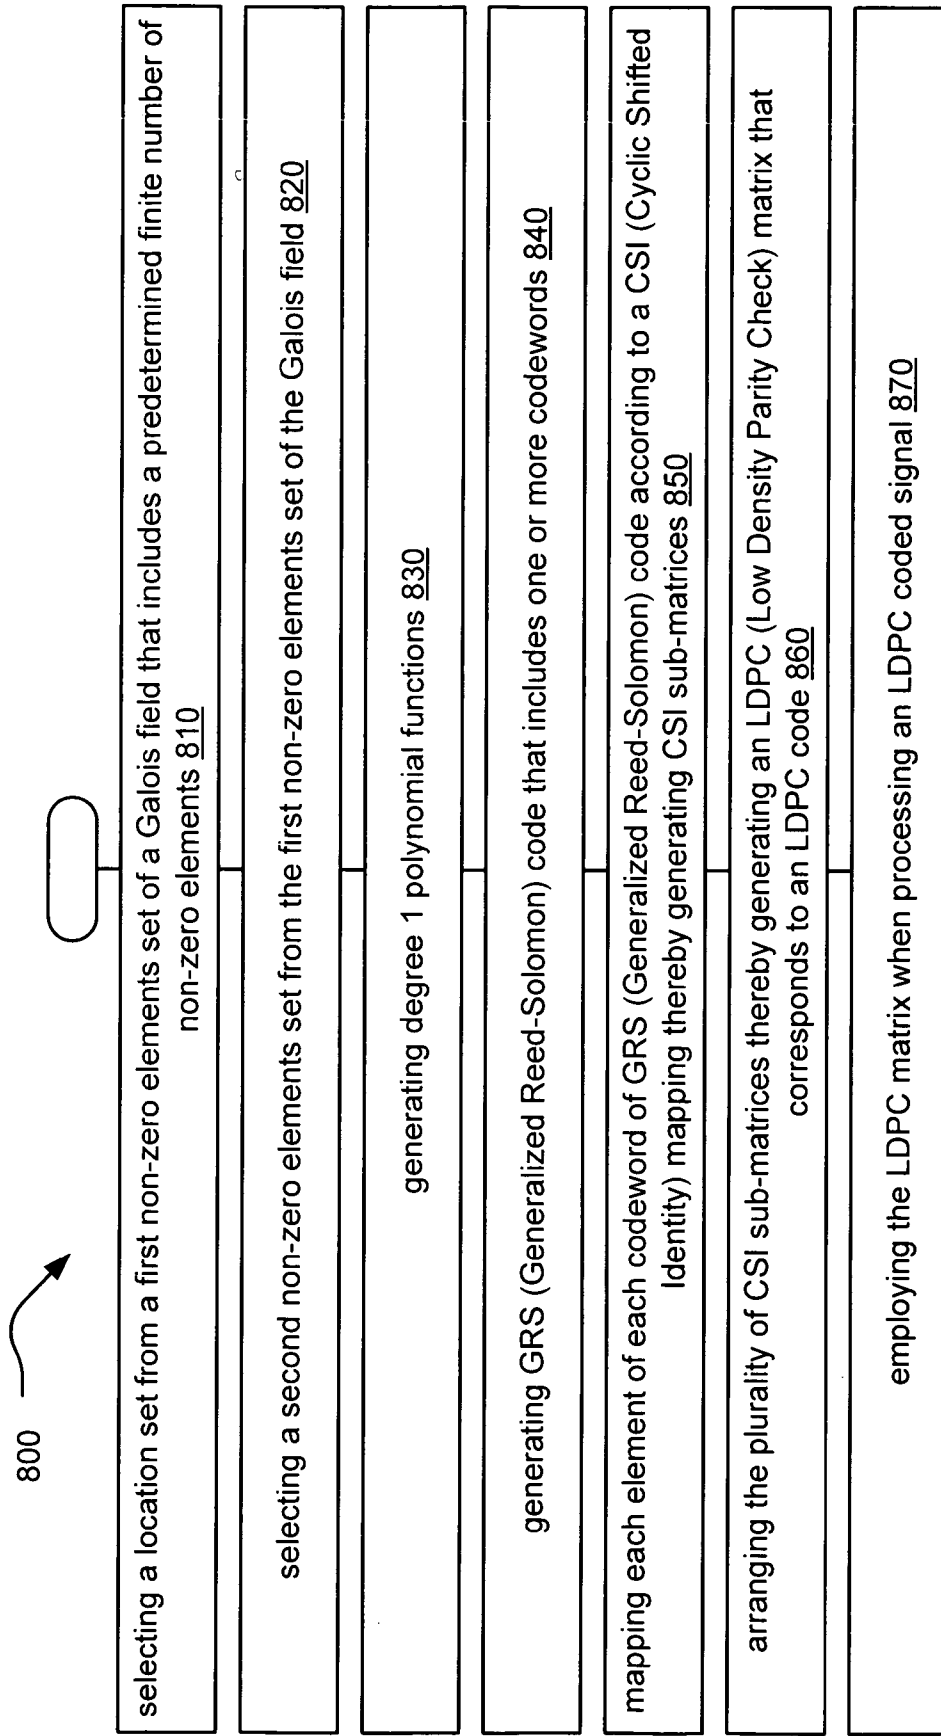 800
selecting a location set from a first non-zero elements set of a Galois field that includes a predetermined finite number of
non-zero elements 810
selecting a second non-zero elements set from the first non-zero elements set of the Galois field 820
generating degree 1 polynomial functions 830
generating GRS (Generalized Reed-Solomon) code that includes one or more codewords 840
mapping each element of each codeword of GRS (Generalized Reed-Solomon) code according to a CSI (Cyclic Shifted
Identity) mapping thereby generating CSI sub-matrices 850
arranging the plurality of CSI sub-matrices thereby generating an LDPC (Low Density Parity Check) matrix that
corresponds to an LDPC code 860
employing the LDPC matrix when processing an LDPC coded signal 870